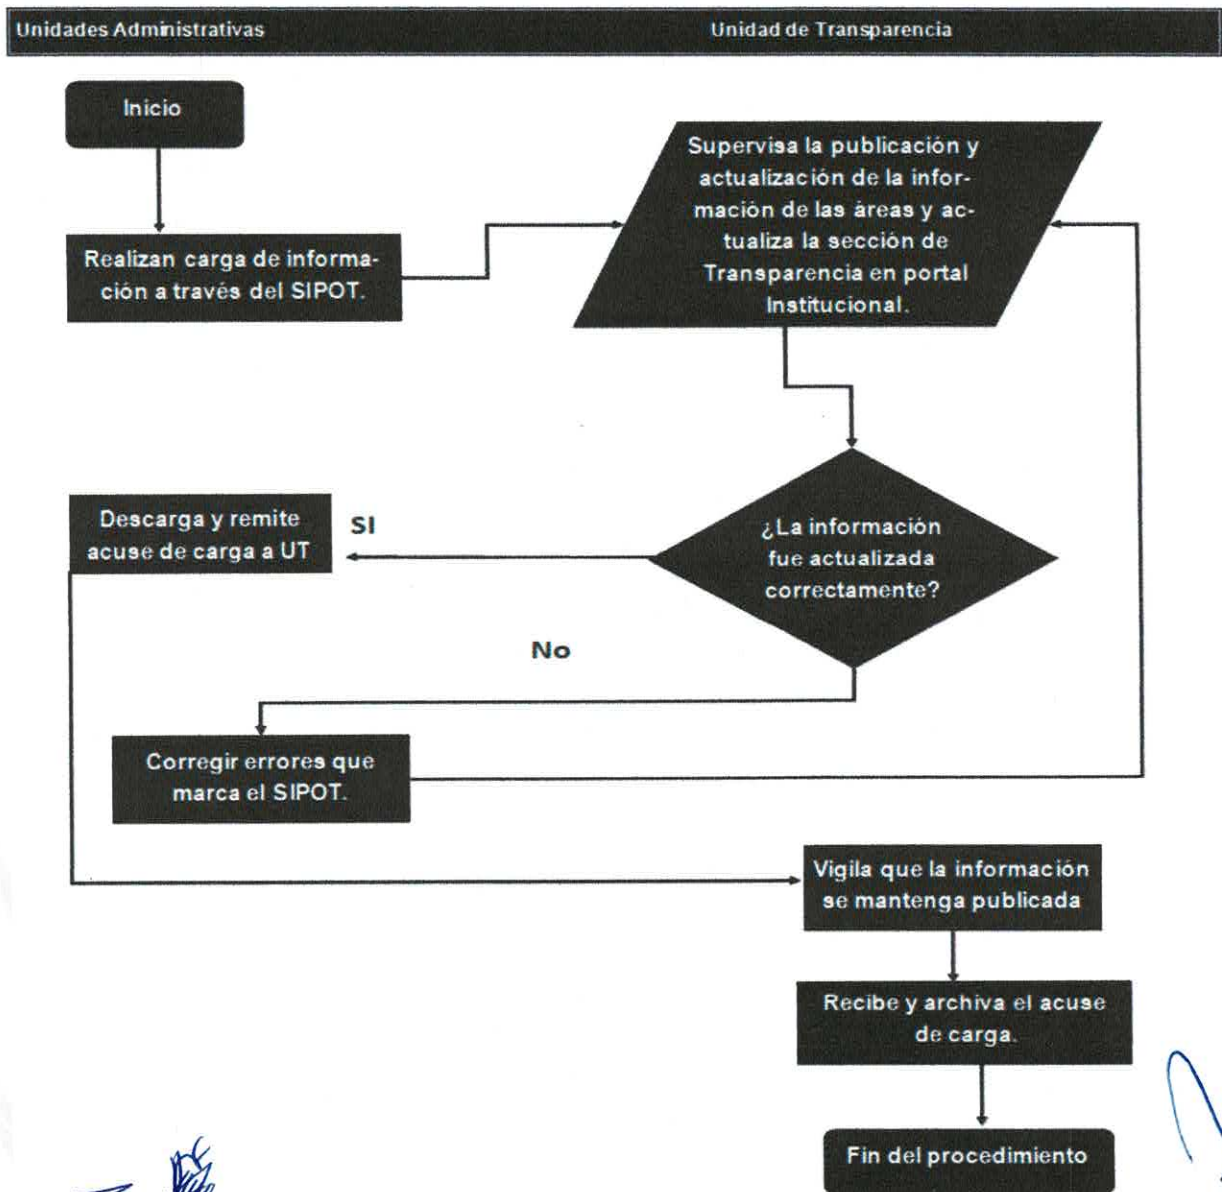 Unidades Administrativas
Unidad de Transparencia
Inicio
Realizan carga de informa-
ción a través del SIPOT.
Supervisa la publicación y
actualización de la infor-
mación de las áreas y ac-
tualiza la sección de
Transparencia en portal
Institucional.
¿La información
fue actualizada
correctamente?
SI
Descarga y remite
acuse de carga a UT
No
Corregir errores que
marca el SIPOT.
Vigila que la información
se mantenga publicada
Recibe y archiva el acuse
de carga.
Fin del procedimiento